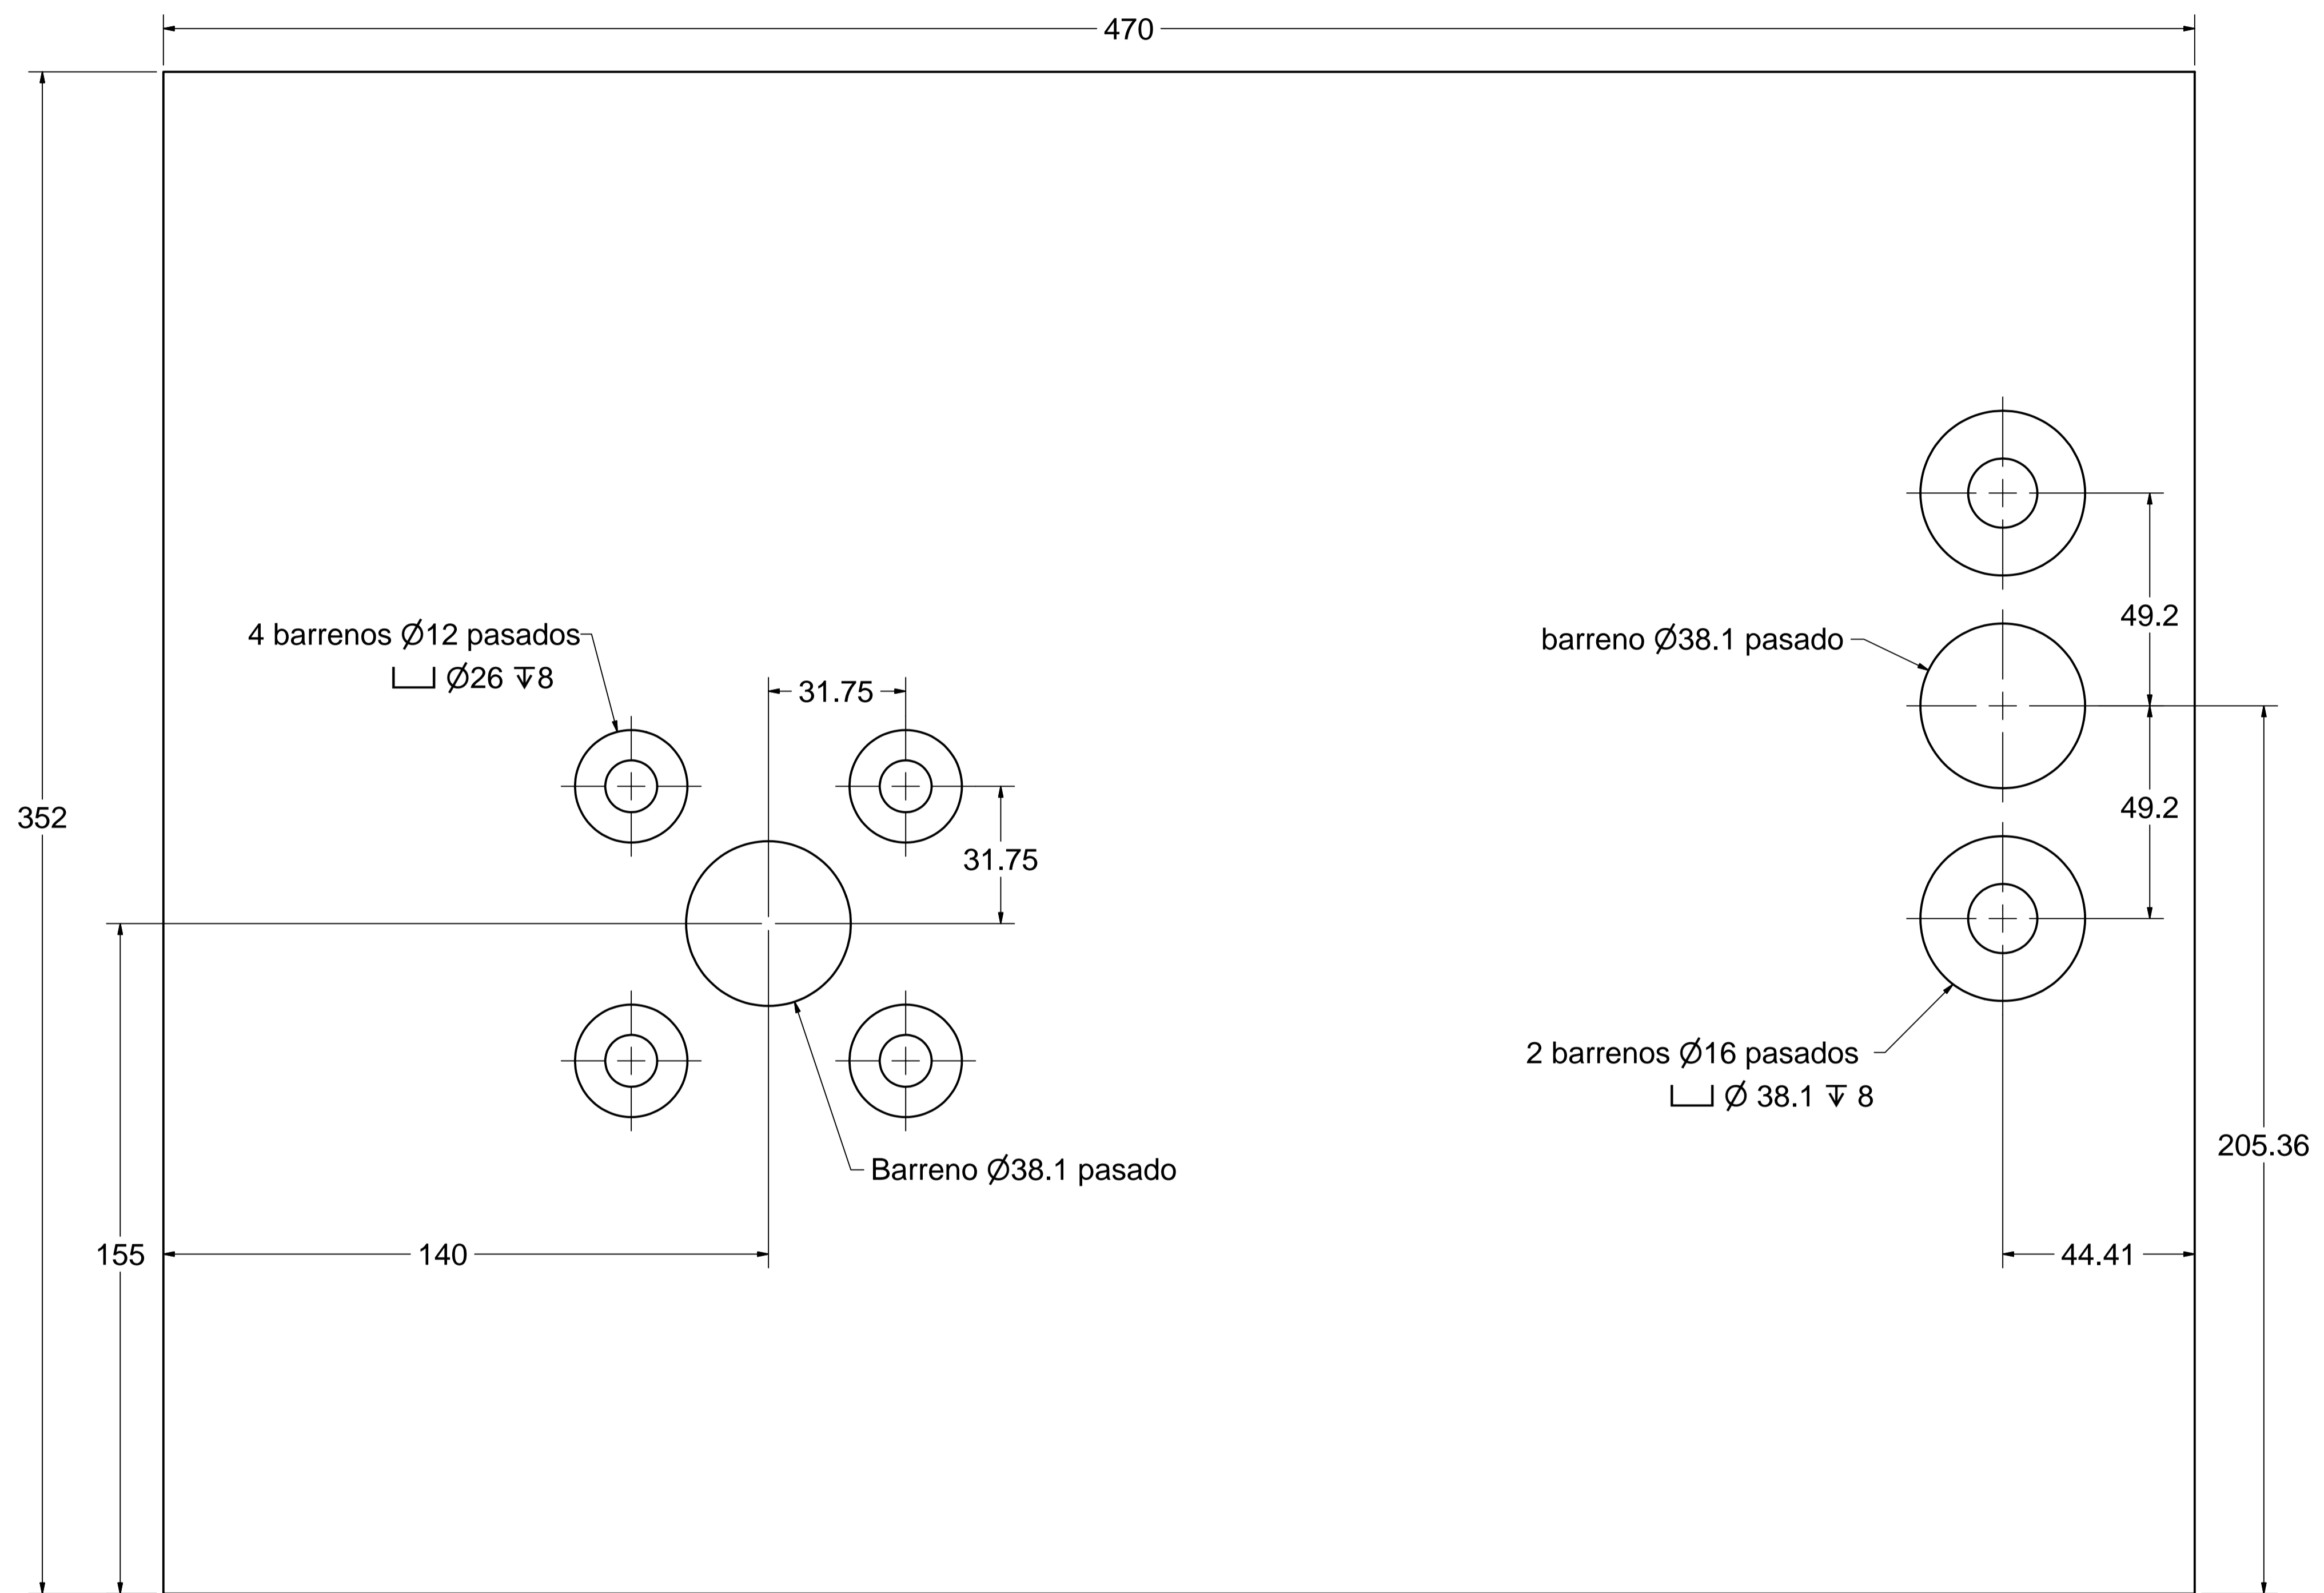 470
4 barrenos Ø12 pasados
⌴ Ø26 ↧8
barreno Ø38.1 pasado
49.2
31.75
352
49.2
31.75
2 barrenos Ø16 pasados
⌴ Ø 38.1 ↧ 8
205.36
Barreno Ø38.1 pasado
155
140
44.41